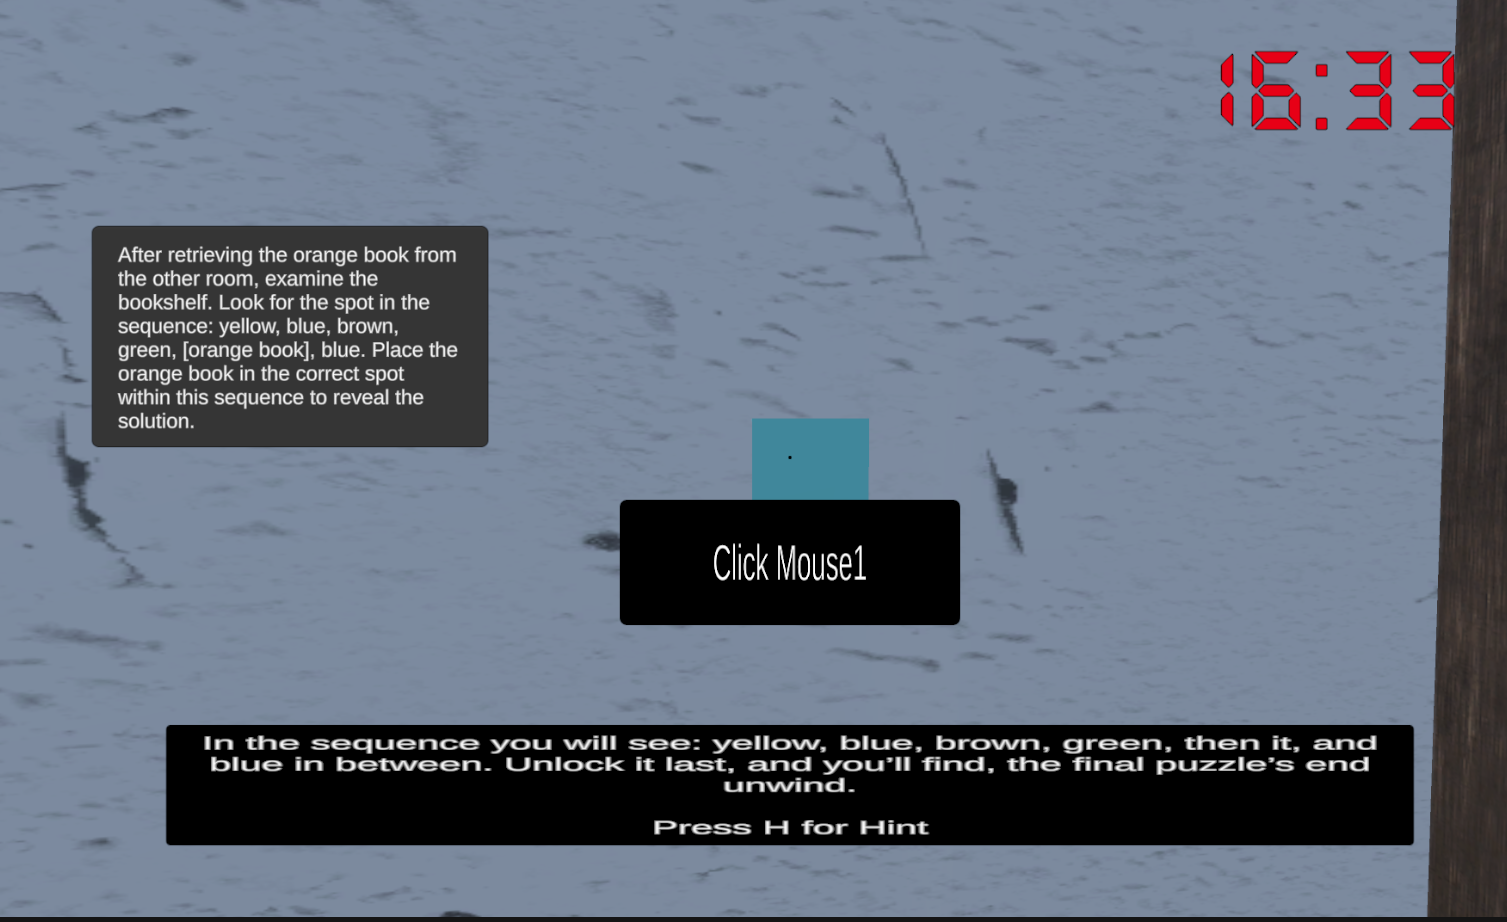 16:33
After retrieving the orange book from
the other room, examine the
bookshelf. Look for the spot in the
sequence: yellow, blue, brown,
green, [orange book], blue. Place the
orange book in the correct spot
within this sequence to reveal the
solution.
Click Mouse1
In the sequence you will see: yellow, blue, brown, green, then it, and
blue in between. Unlock it last, and you’ll find, the final puzzle’s end
unwind.
Press H for Hint